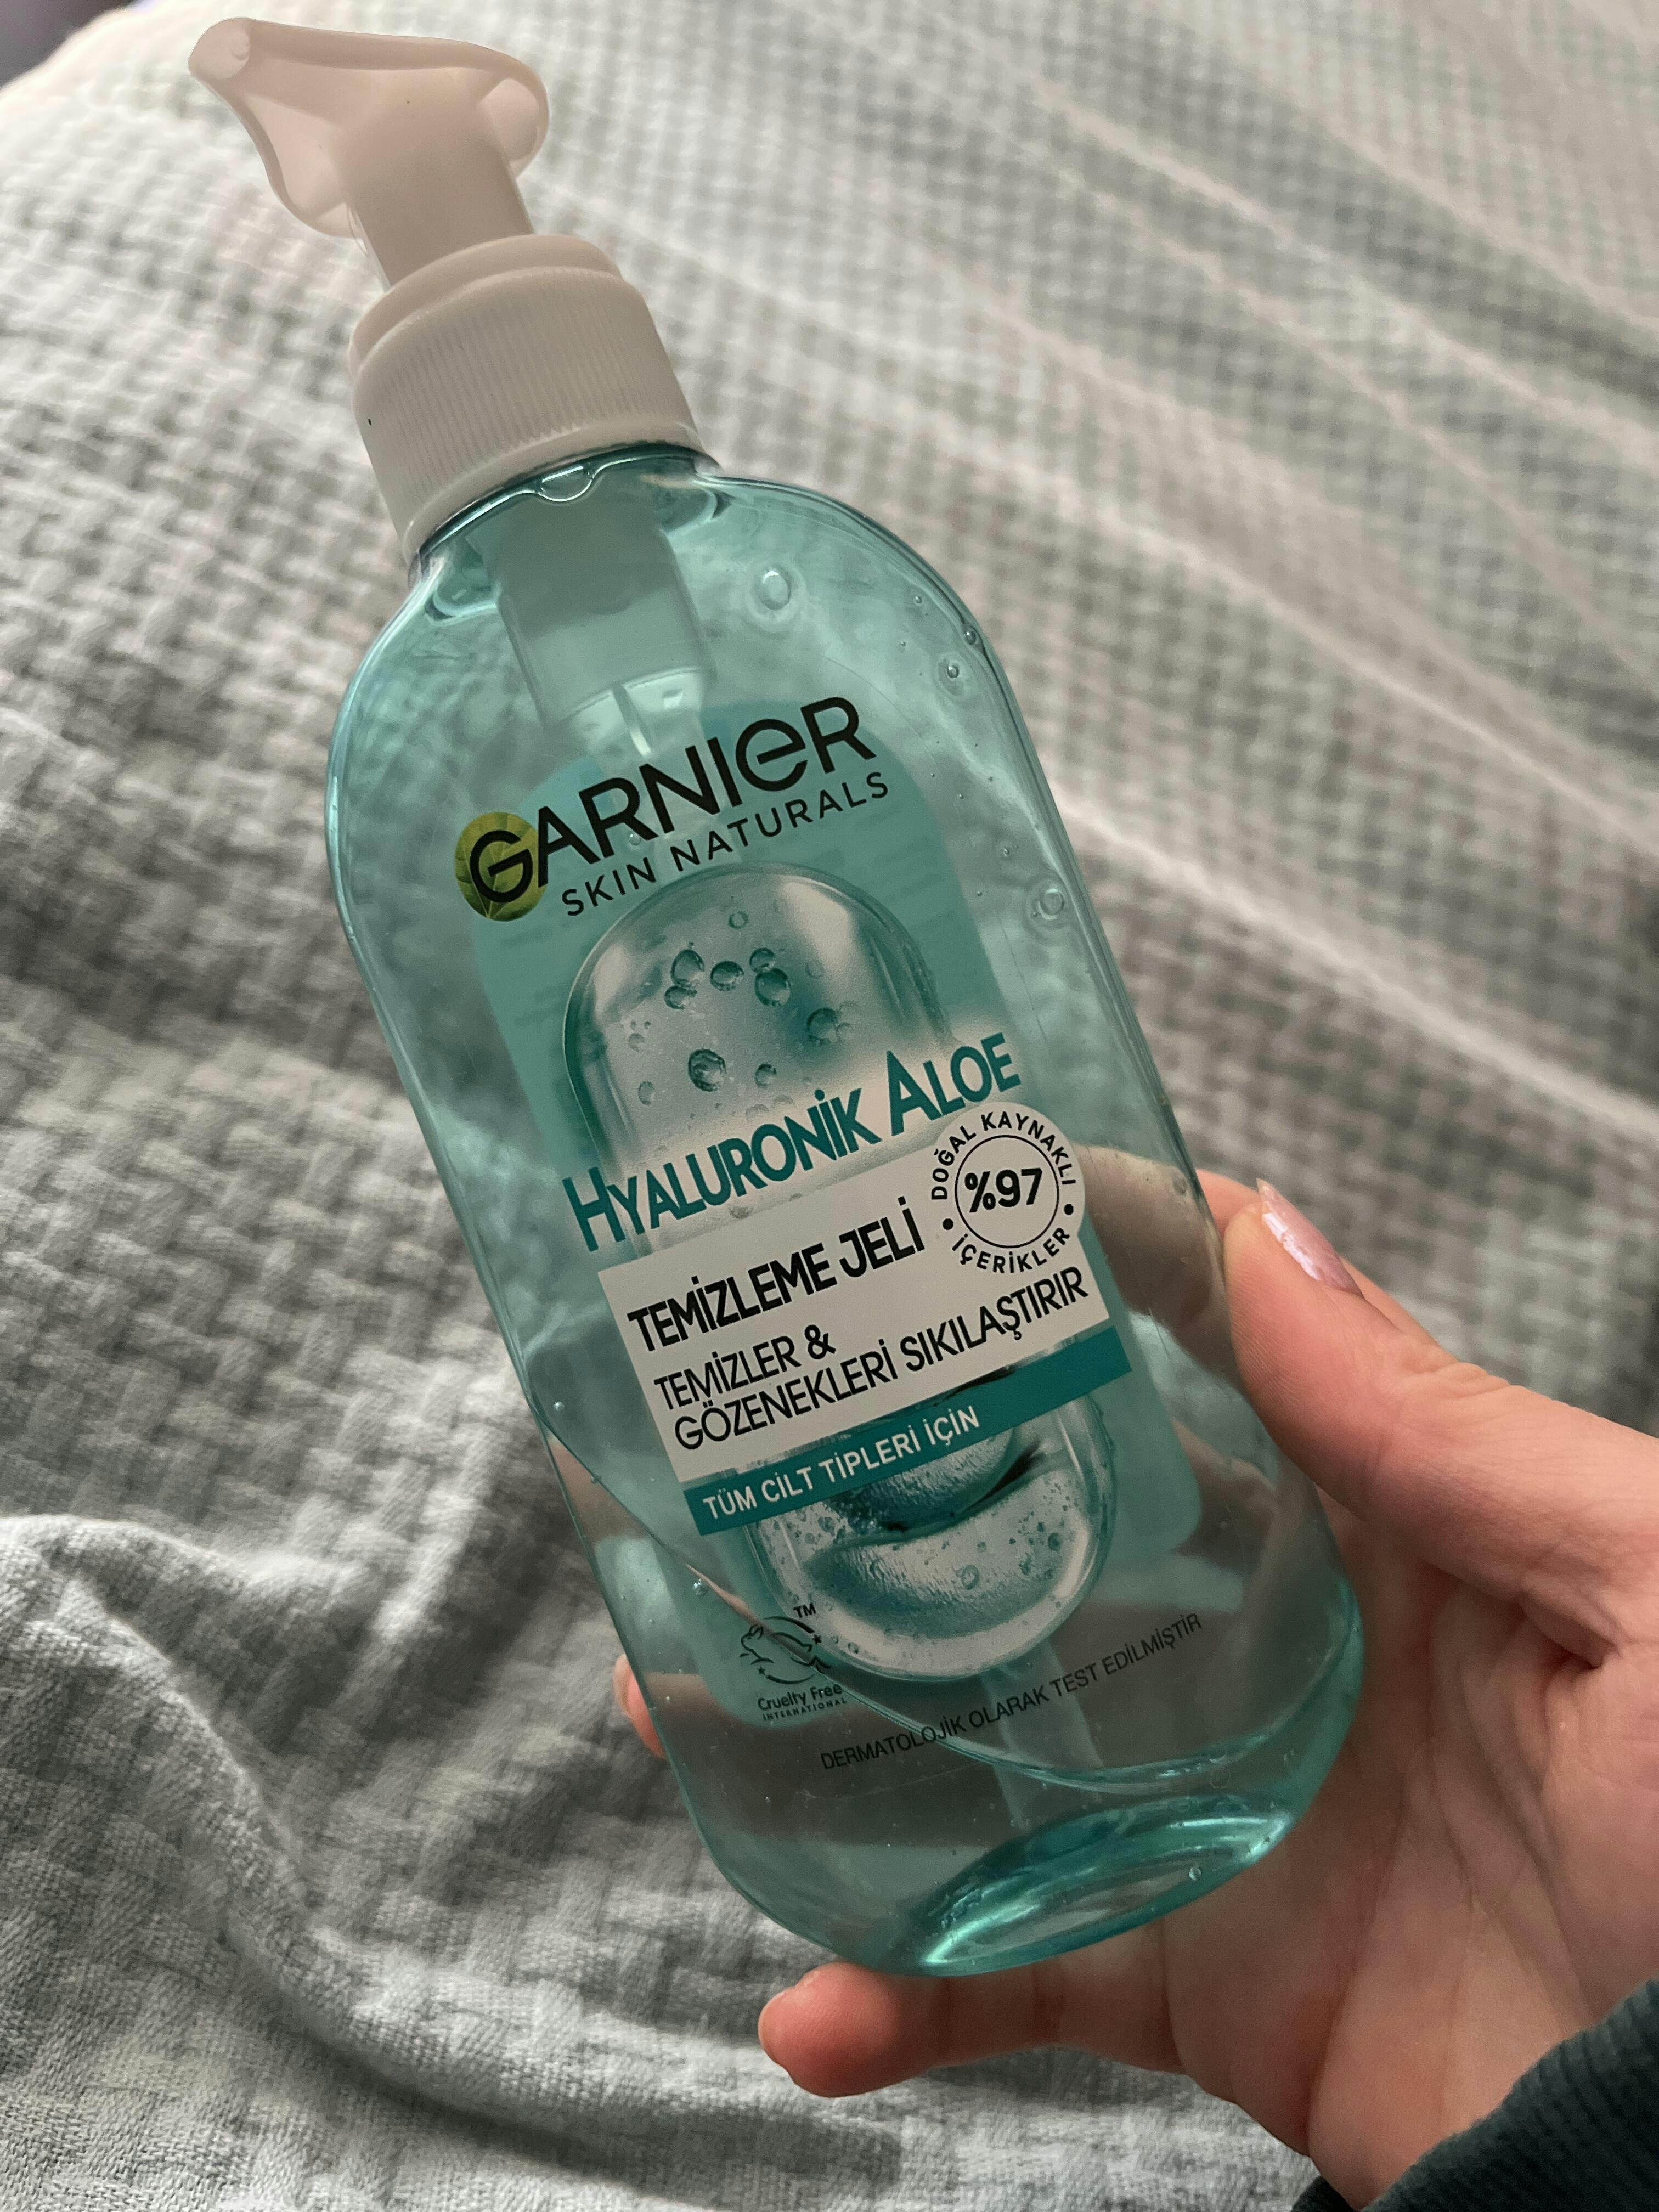 GARNIER
SKIN NATURALS
HYALURONİK ALOE
DOĞAL KAYNAKLI
%97
İÇERİKLER
TEMİZLEME JELİ
TEMİZLER &
GÖZENEKLERİ SIKILAŞTIRIR
TÜM CİLT TİPLERİ İÇİN
TM
Cruelty Free
INTERNATIONAL
DERMATOLOJİK OLARAK TEST EDİLMİŞTİR